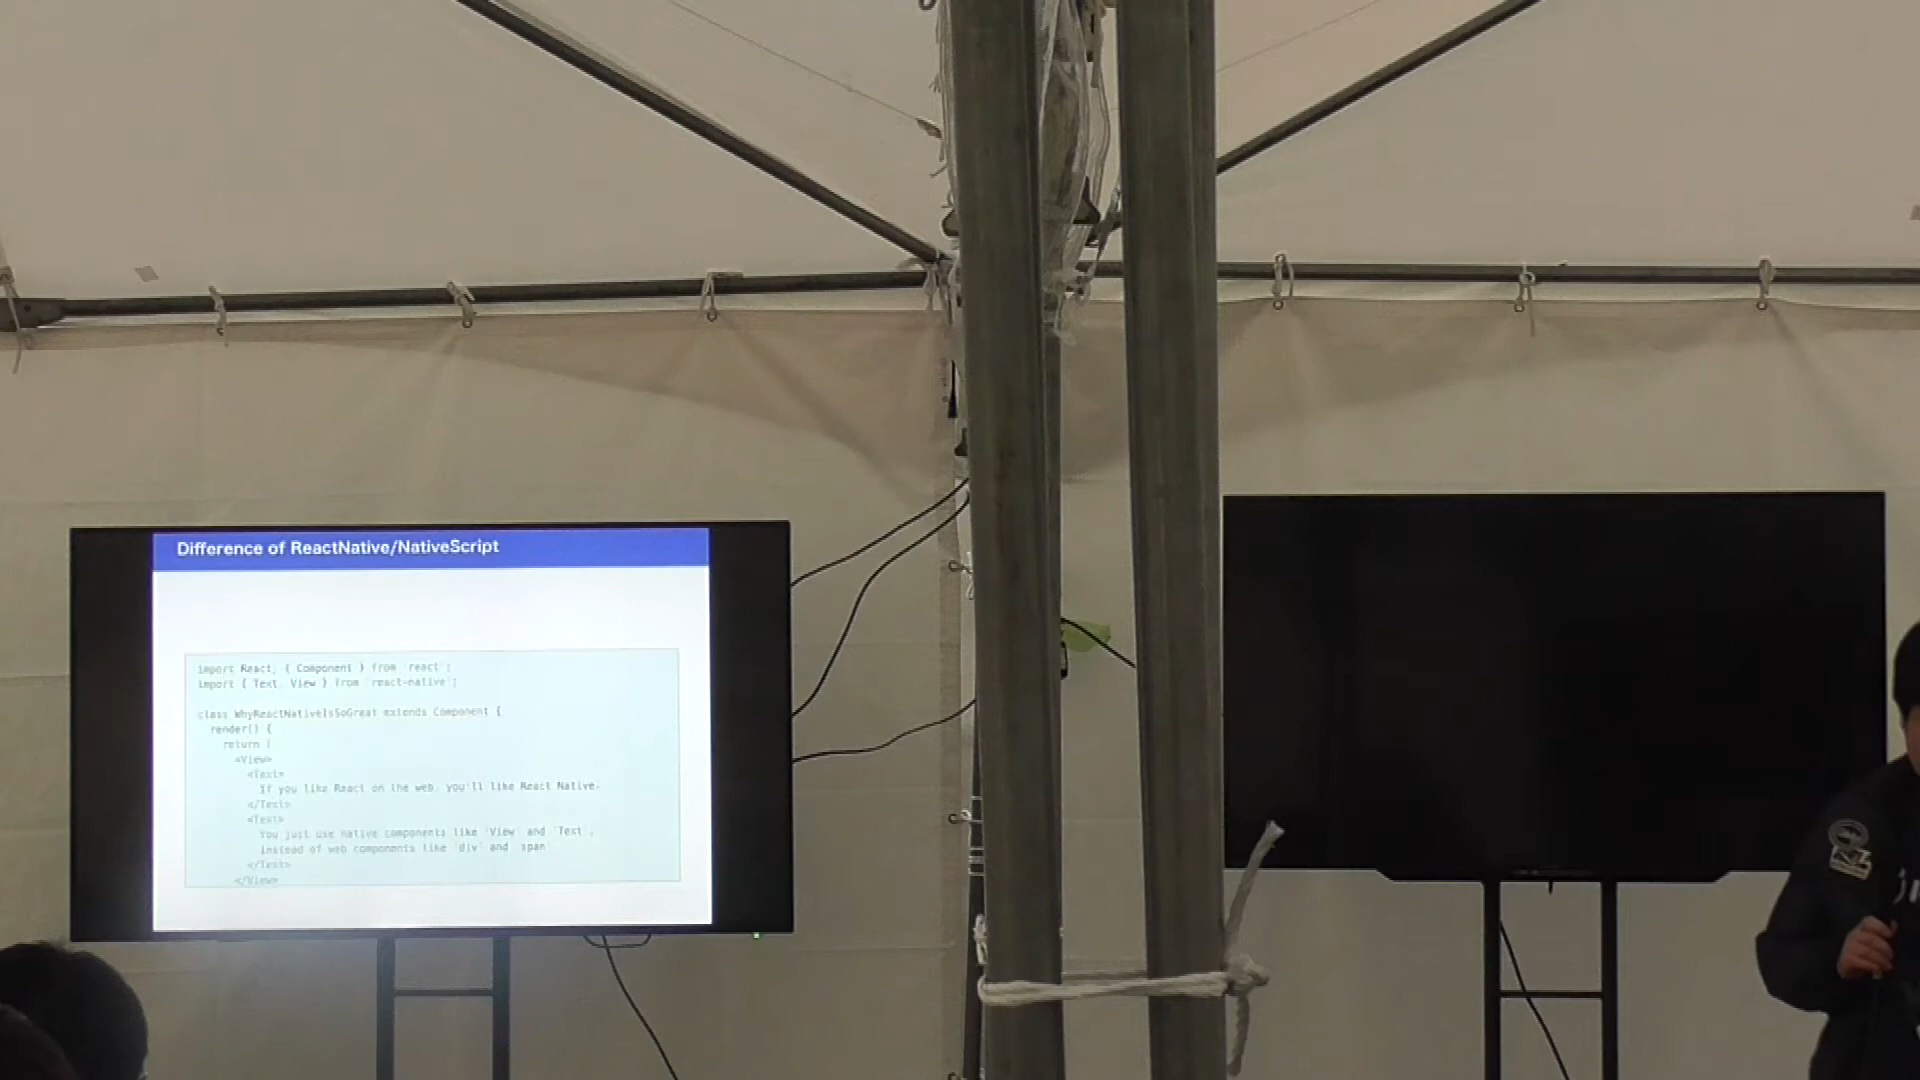 Difference of ReactNative/NativeScript
import React, { Component } from 'react';
import { Text, View } from 'react-native';
class WhyReactNativeIsSoGreat extends Component {
render() {
return (
<View>
<Text>
If you like React on the web, you'll like React Native.
</Text>
<Text>
You just use native components like 'View' and 'Text',
instead of web components like 'div' and 'span'
</Text>
</View>